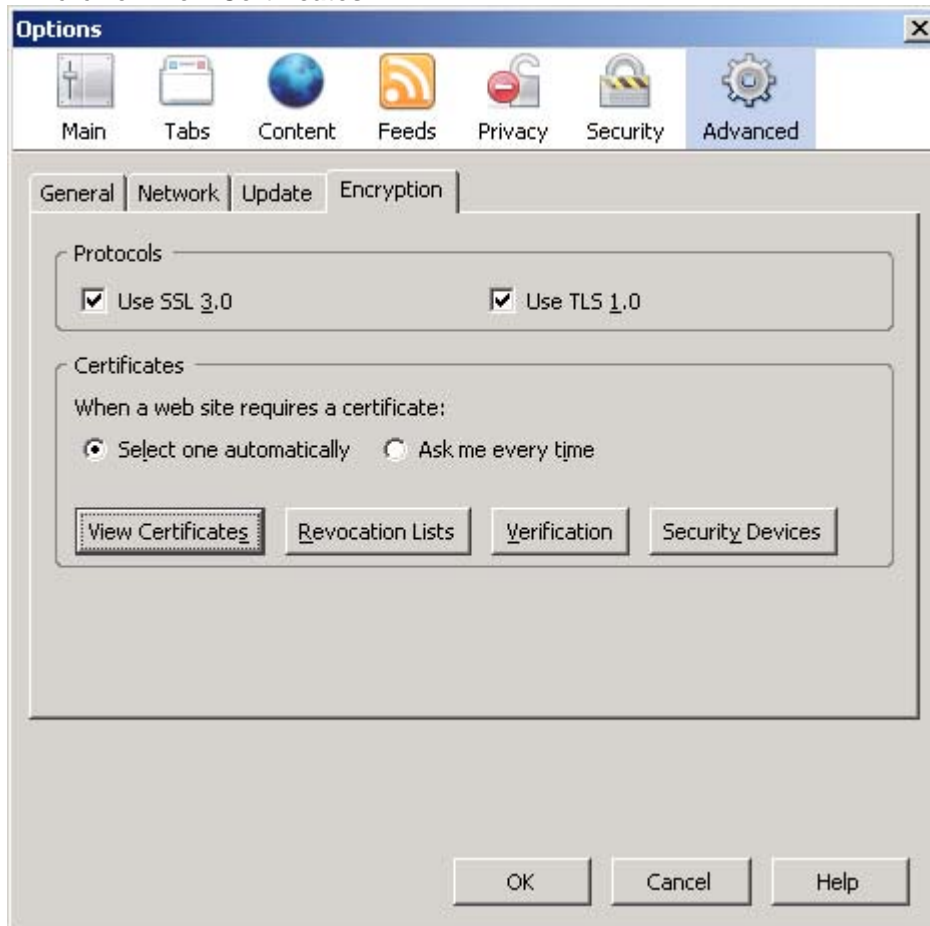 Options
Main Tabs Content Feeds Privacy Security Advanced
General Network Update Encryption
Protocols
Use SSL 3.0 Use TLS 1.0
Certificates
When a web site requires a certificate:
Select one automatically Ask me every time
View Certificates Revocation Lists Verification Security Devices
OK Cancel Help